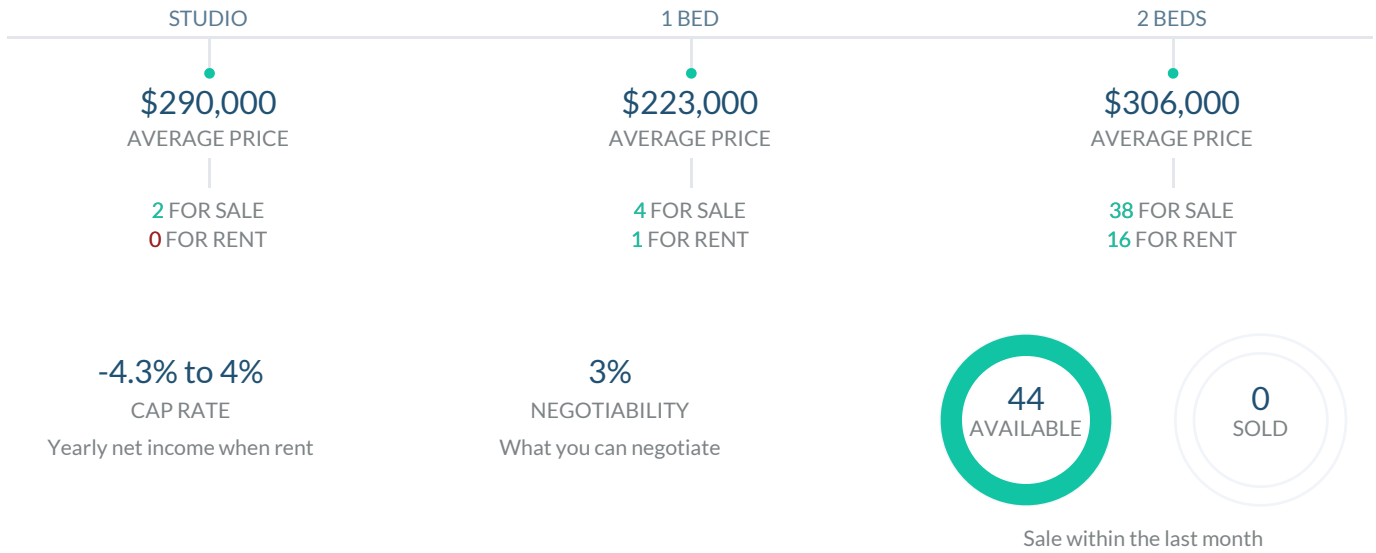 STUDIO
$290,000
AVERAGE PRICE
2 FOR SALE
0 FOR RENT
1 BED
$223,000
AVERAGE PRICE
4 FOR SALE
1 FOR RENT
2 BEDS
$306,000
AVERAGE PRICE
38 FOR SALE
16 FOR RENT
-4.3% to 4%
CAP RATE
Yearly net income when rent
3%
NEGOTIABILITY
What you can negotiate
44
AVAILABLE
0
SOLD
Sale within the last month